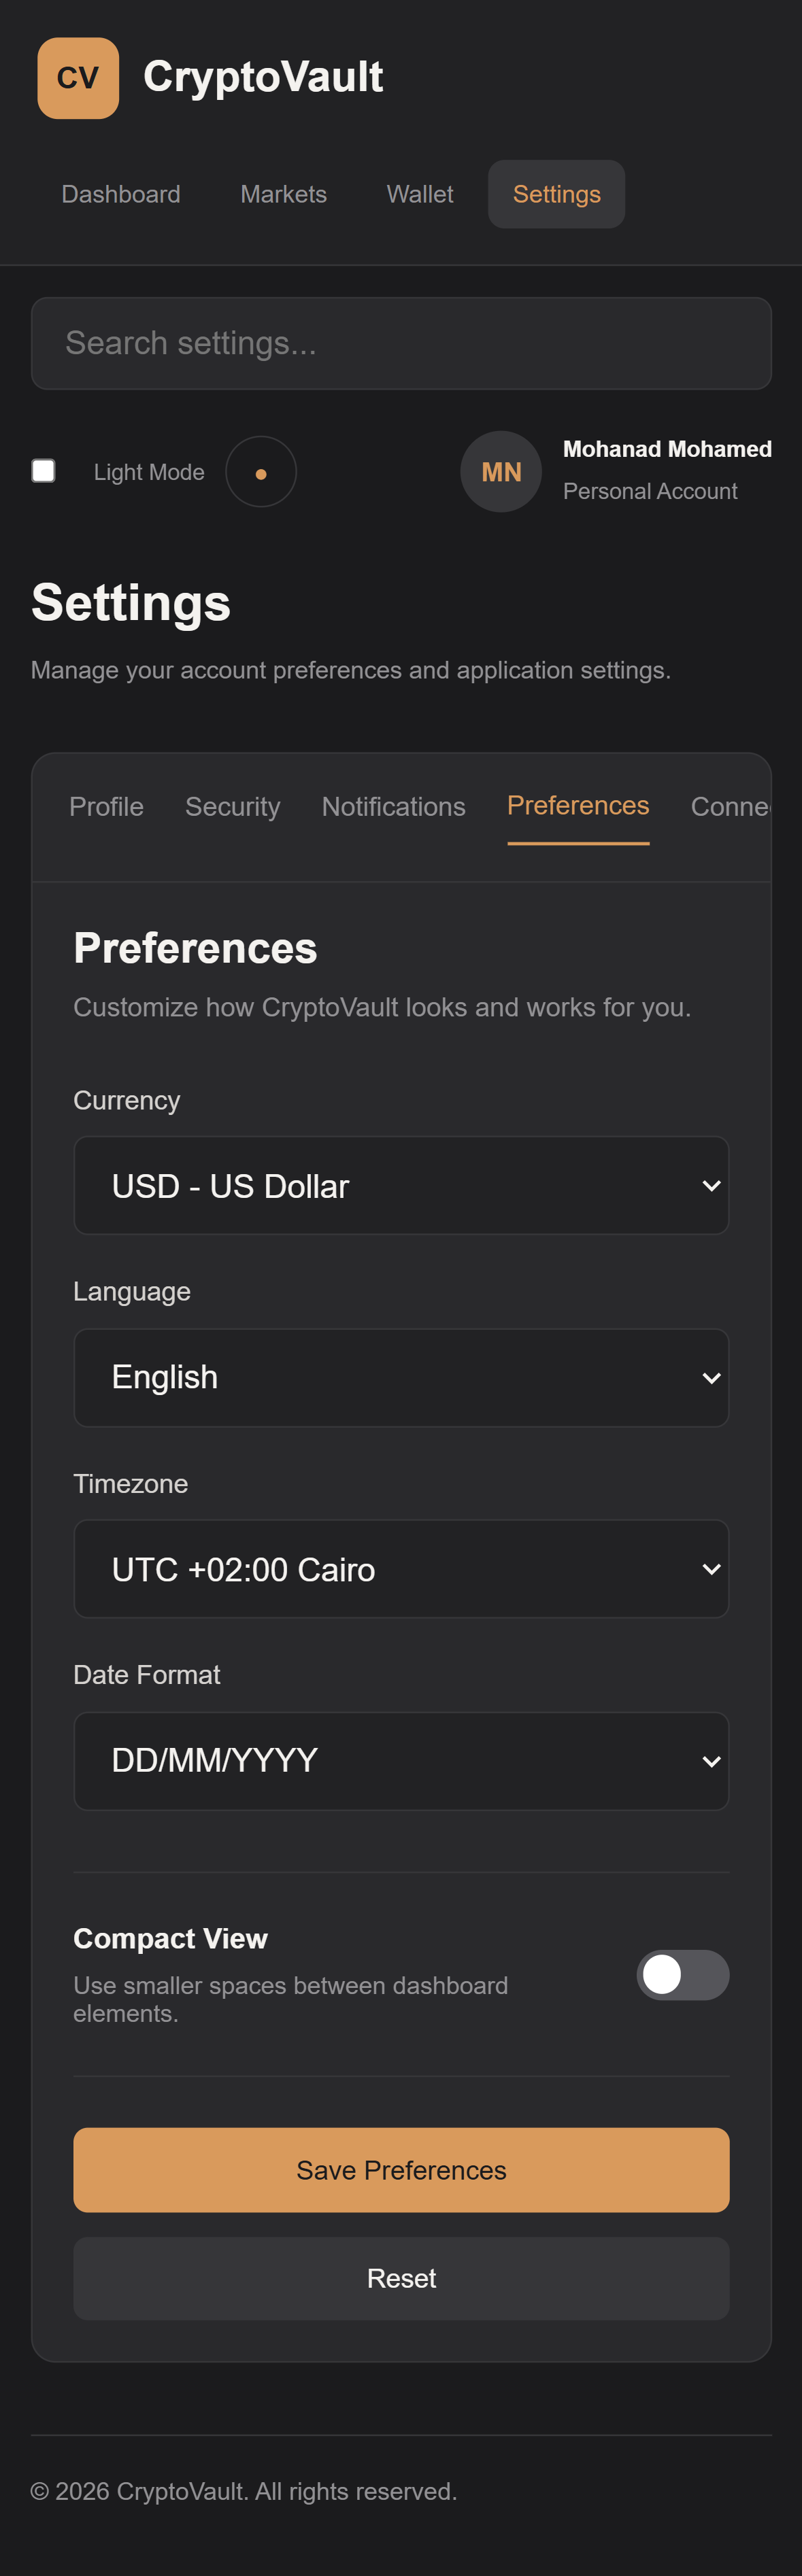 CV
CryptoVault
Dashboard Markets Wallet Settings
Search settings...
Light Mode
MN
Mohanad Mohamed
Personal Account
Settings
Manage your account preferences and application settings.
Profile Security Notifications Preferences Connec
Preferences
Customize how CryptoVault looks and works for you.
Currency
USD - US Dollar
Language
English
Timezone
UTC +02:00 Cairo
Date Format
DD/MM/YYYY
Compact View
Use smaller spaces between dashboard
elements.
Save Preferences
Reset
© 2026 CryptoVault. All rights reserved.